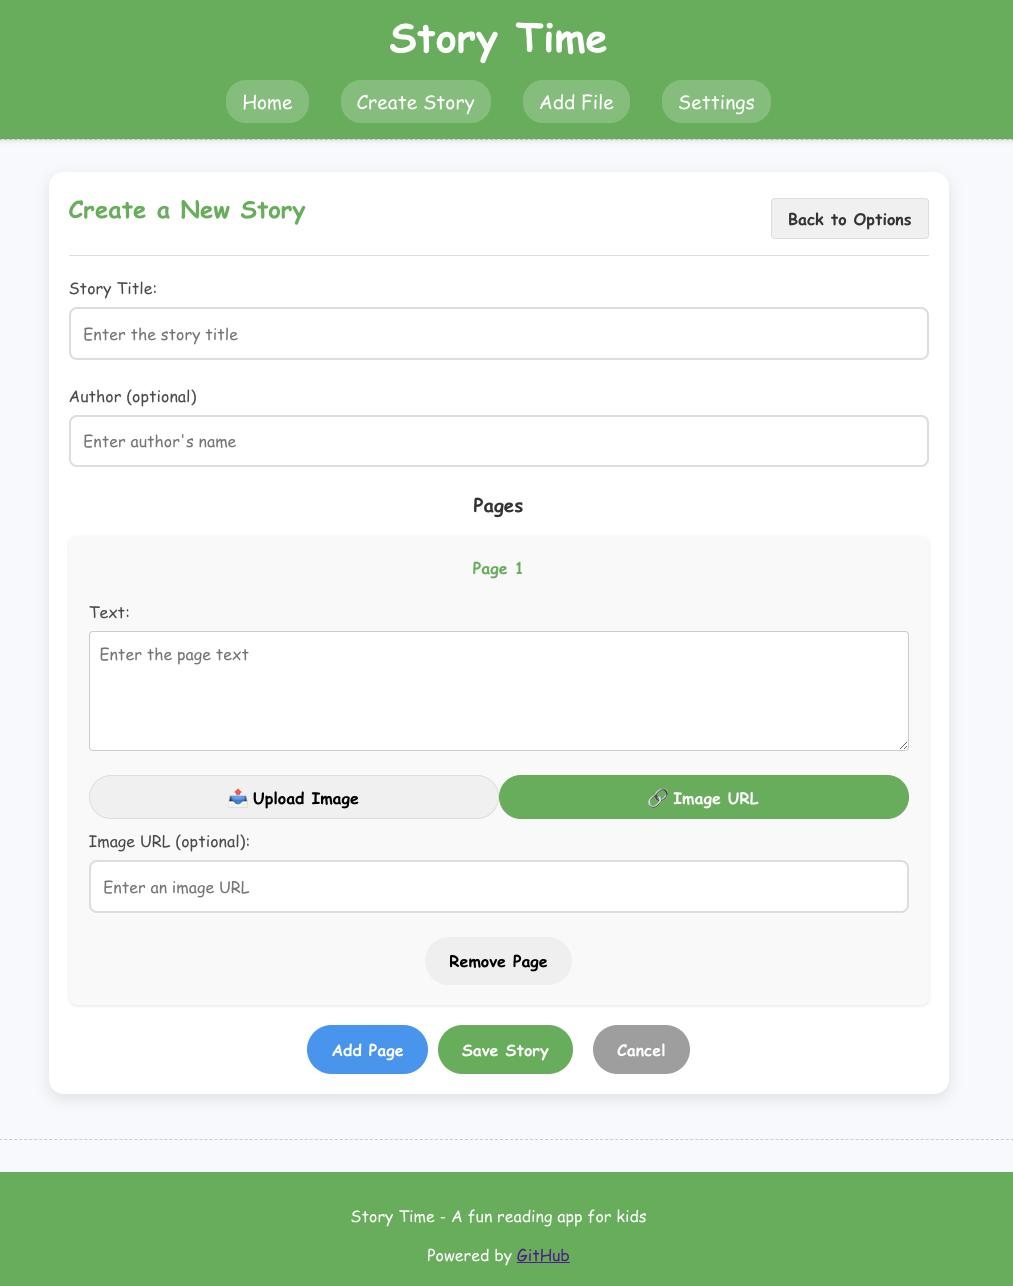 Story Time
Home Create Story Add File Settings
Create a New Story
Back to Options
Story Title:
Enter the story title
Author (optional)
Enter author's name
Pages
Page 1
Text:
Enter the page text
Upload Image
Image URL
Image URL (optional):
Enter an image URL
Remove Page
Add Page Save Story Cancel
Story Time - A fun reading app for kids
Powered by GitHub